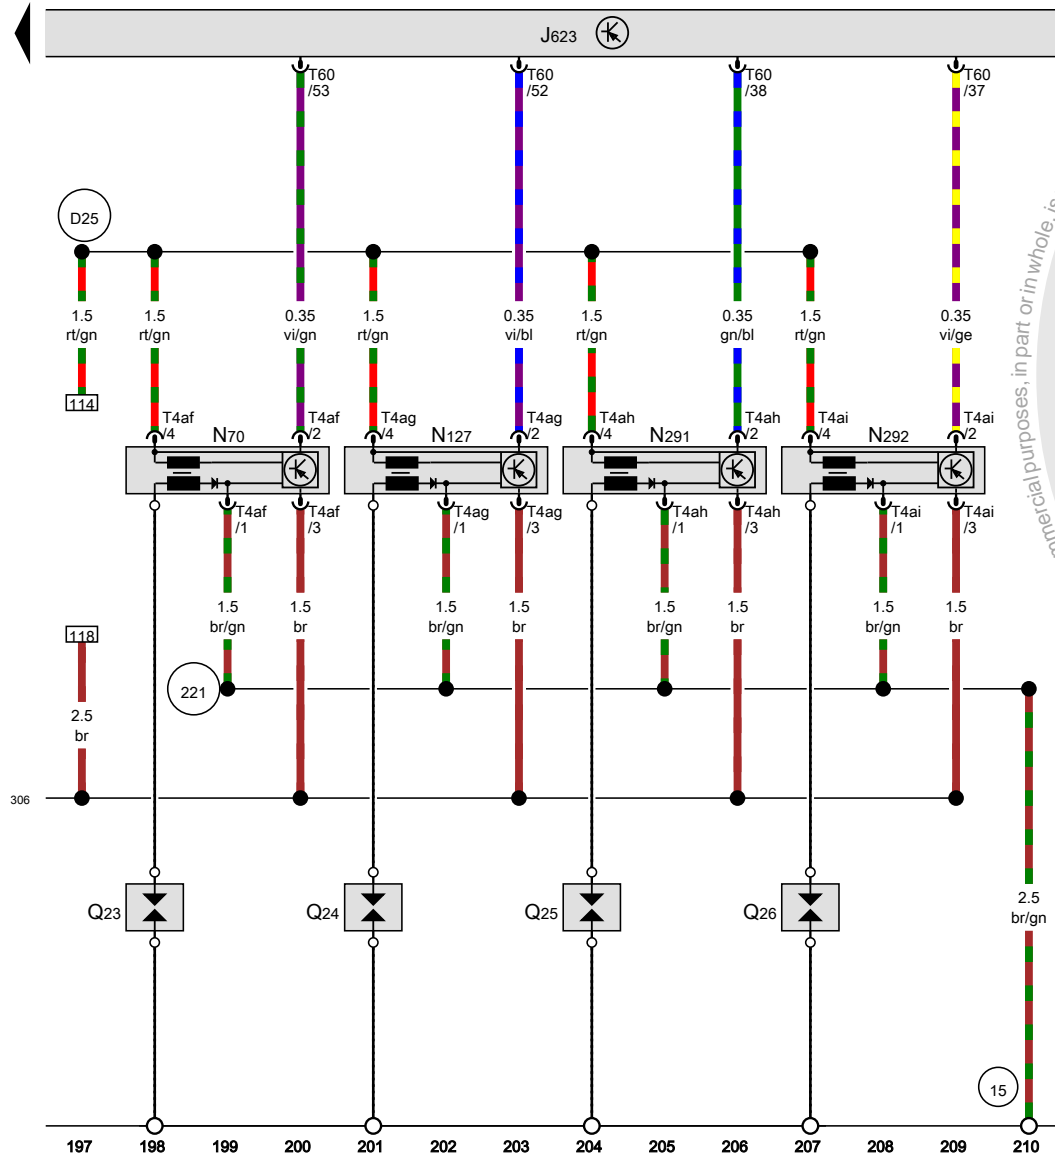 J623
T60 T60 T60 T60
/53 /52 /38 /37
D25
1.5 1.5 0.35 1.5 0.35 1.5 0.35 1.5 0.35
rt/gn rt/gn vi/gn rt/gn vi/bl rt/gn gn/bl rt/gn vi/ge
114
T4af T4af T4ag T4ag T4ah T4ah T4ai T4ai
/4 N70 /2 /4 N127 /2 /4 N291 /2 /4 N292 /2
T4af T4af T4ag T4ag T4ah T4ah T4ai T4ai
/1 /3 /1 /3 /1 /3 /1 /3
1.5 1.5 1.5 1.5 1.5 1.5 1.5 1.5
br/gn br br/gn br br/gn br br/gn br
118
221
2.5
br
306
Q23 Q24 Q25 Q26
2.5
br/gn
15
197 198 199 200 201 202 203 204 205 206 207 208 209 210
purposes, in part or in whole, is